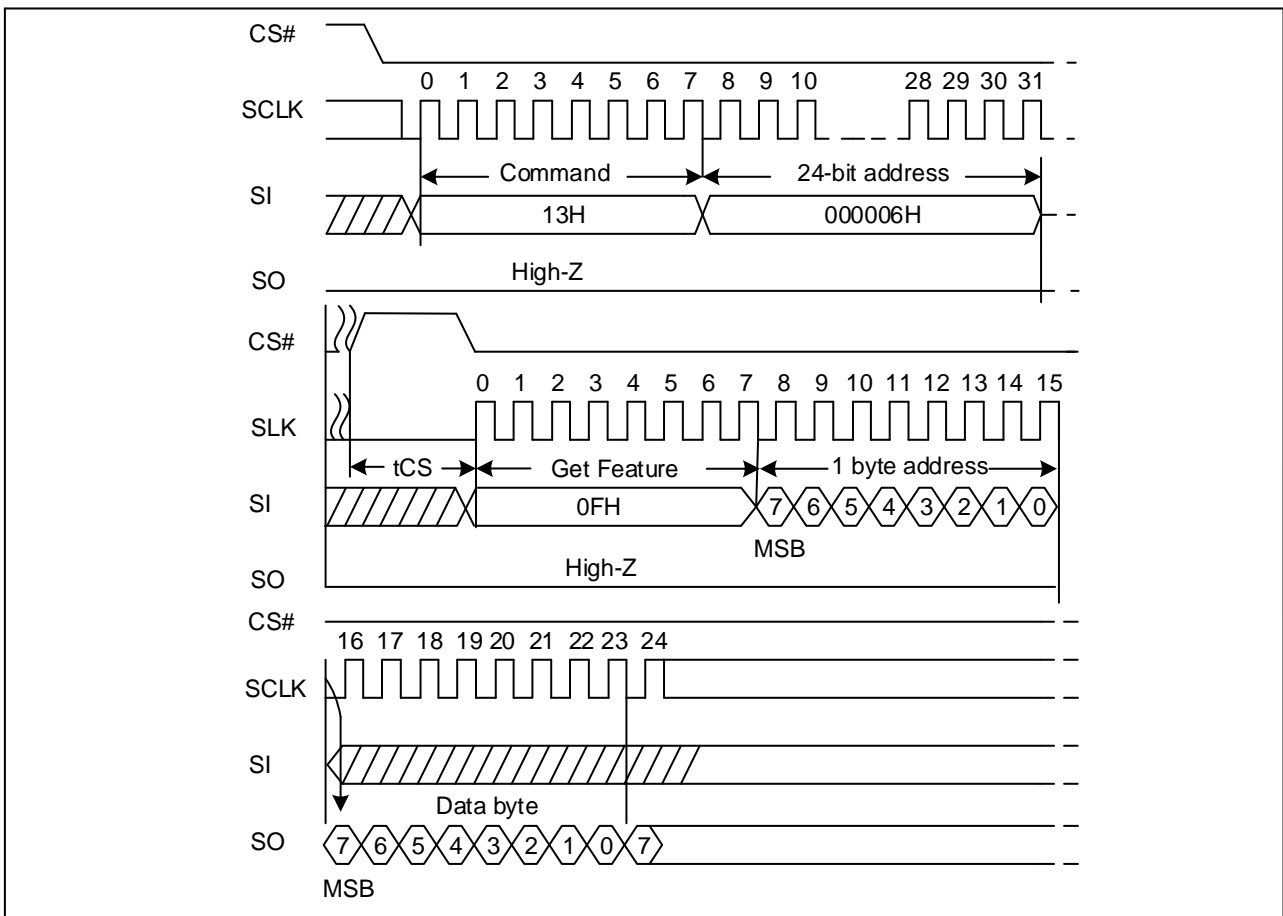 CS#
0 1 2 3 4 5 6 7 8 9 10 28 29 30 31
SCLK
Command 24-bit address
SI
13H 000006H
High-Z
SO
CS#
0 1 2 3 4 5 6 7 8 9 10 11 12 13 14 15
SLK
tCS Get Feature 1 byte address
SI 0FH 7 6 5 4 3 2 1 0
MSB
High-Z
SO
CS#
16 17 18 19 20 21 22 23 24
SCLK
SI
Data byte
SO 7 6 5 4 3 2 1 0 7
MSB